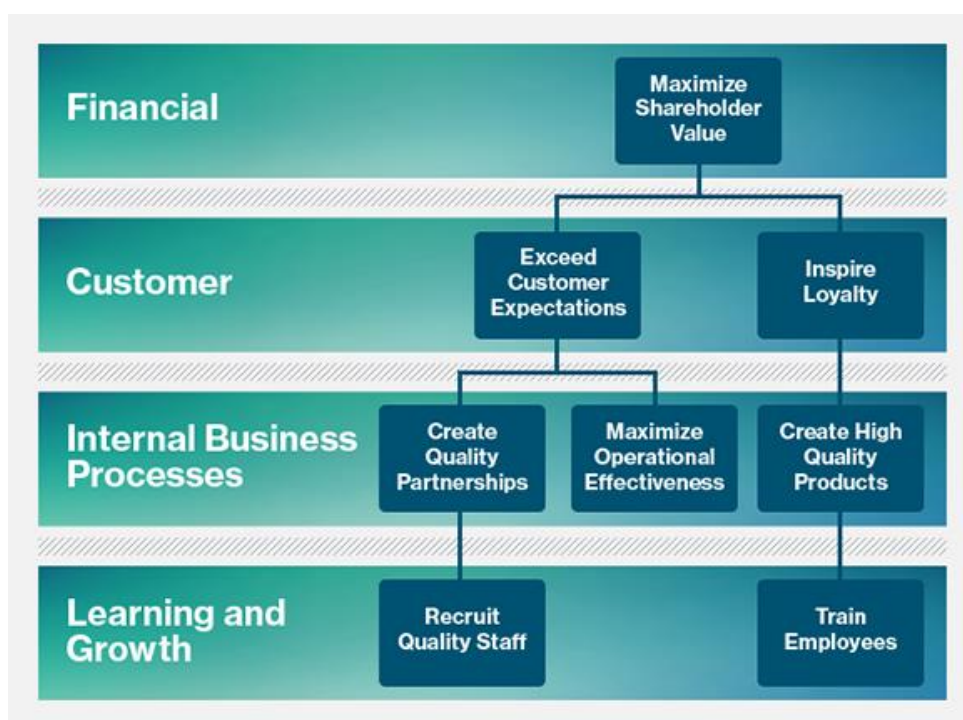 Financial
Maximize
Shareholder
Value
Customer
Exceed
Customer
Expectations
Inspire
Loyalty
Internal Business
Processes
Create
Quality
Partnerships
Maximize
Operational
Effectiveness
Create High
Quality
Products
Learning and
Growth
Recruit
Quality Staff
Train
Employees